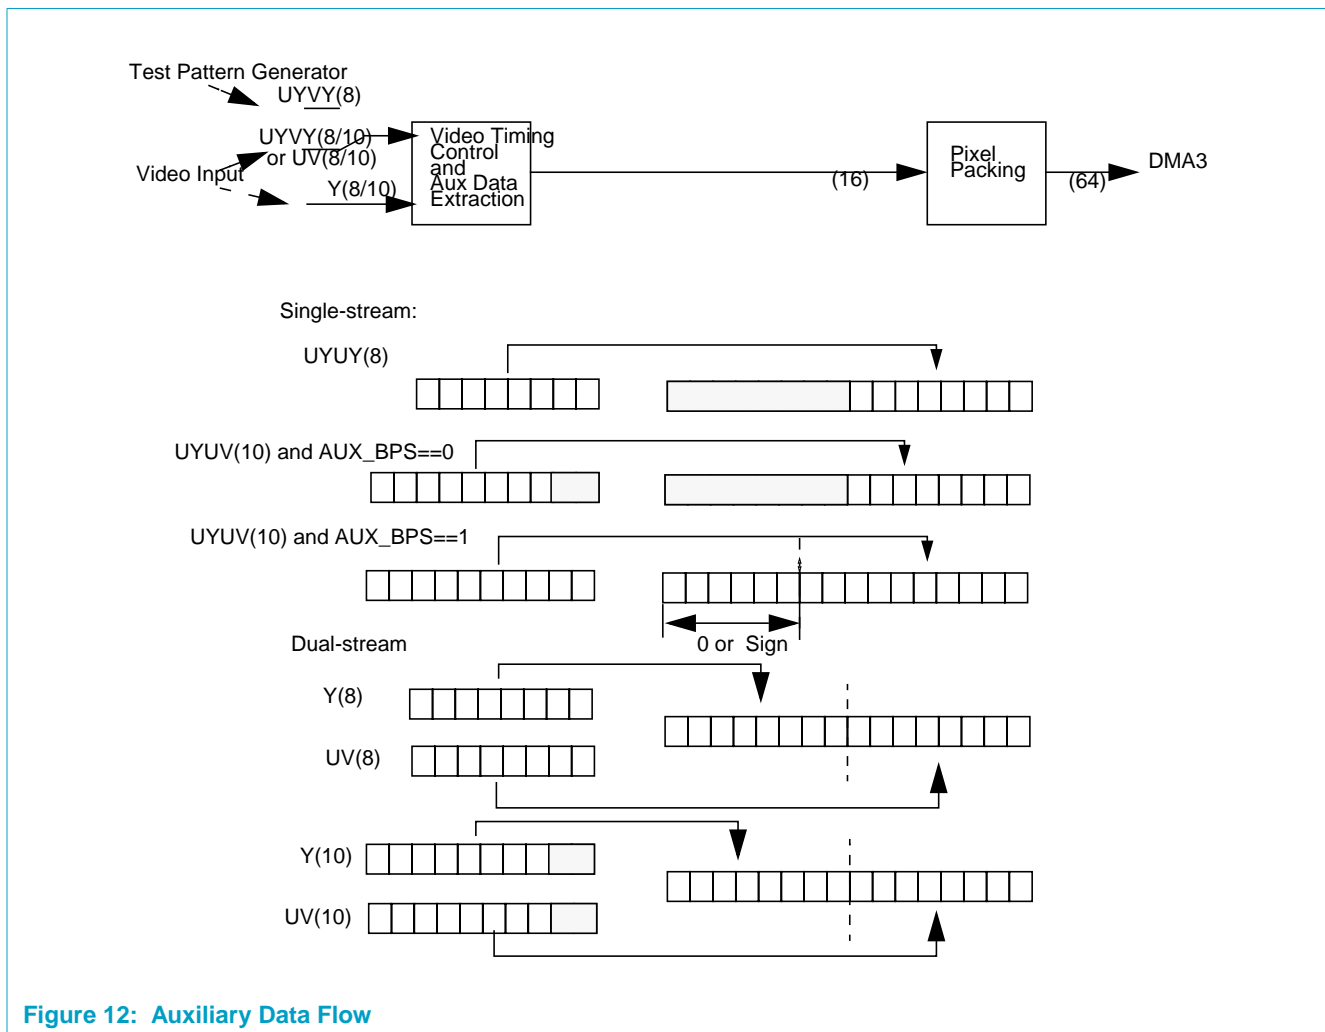 Test Pattern Generator
UYVY(8)
UYVY(8/10)
or UV(8/10)
Video Input
Y(8/10)
Video Timing
Control
and
Aux Data
Extraction
(16)
Pixel
Packing
(64)
DMA3
Single-stream:
UYUY(8)
UYUV(10) and AUX_BPS==0
UYUV(10) and AUX_BPS==1
0 or Sign
Dual-stream
Y(8)
UV(8)
Y(10)
UV(10)
Figure 12: Auxiliary Data Flow